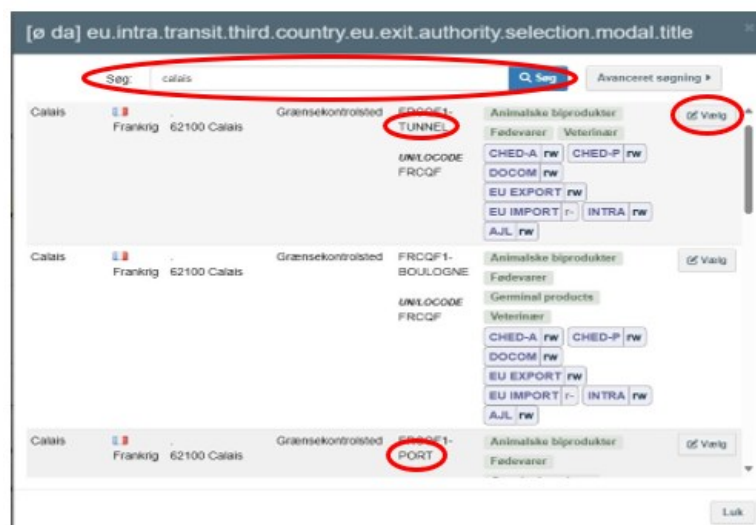 [ø da] eu.intra.transit.third.country.eu.exit.authority.selection.modal.title
×
Søg: calais Søg Avanceret søgning
Calais . Grænsekontrolsted FRCQF1- Animalske biprodukter Vælg
Frankrig 62100 Calais TUNNEL Fødevarer Veterinær
UN/LOCODE CHED-A rw CHED-P rw
FRCQF DOCOM rw
EU EXPORT rw
EU IMPORT r- INTRA rw
AJL rw
Calais . Grænsekontrolsted FRCQF1- Animalske biprodukter Vælg
Frankrig 62100 Calais BOULOGNE Fødevarer
UN/LOCODE Germinal products
FRCQF Veterinær
CHED-A rw CHED-P rw
DOCOM rw
EU EXPORT rw
EU IMPORT r- INTRA rw
AJL rw
Calais . Grænsekontrolsted FRCQF1- Animalske biprodukter Vælg
Frankrig 62100 Calais PORT Fødevarer
Luk